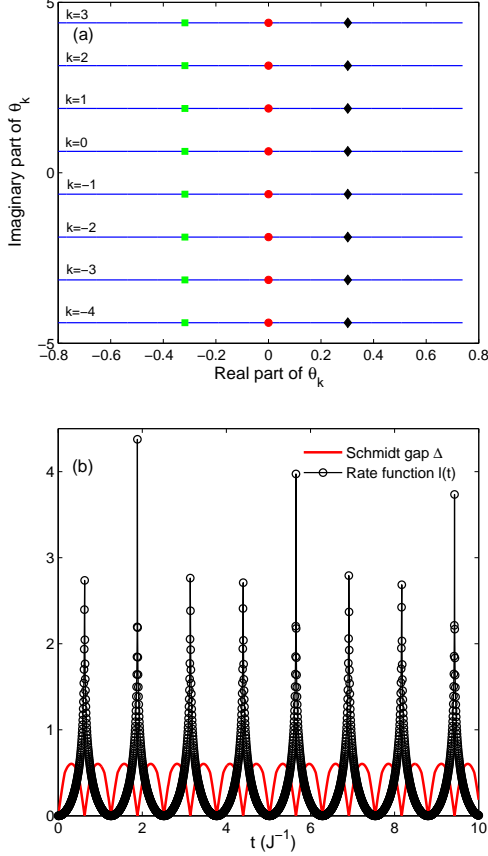 (a)
5
0
−5
k=3
k=2
k=1
k=0
k=−1
k=−2
k=−3
k=−4
Imaginary part of θk
−0.8 −0.6 −0.4 −0.2 0 0.2 0.4 0.6 0.8
Real part of θk
(b)
Schmidt gap Δ
Rate function l(t)
4
3
2
1
0
0 2 4 6 8 10
t (J−1)